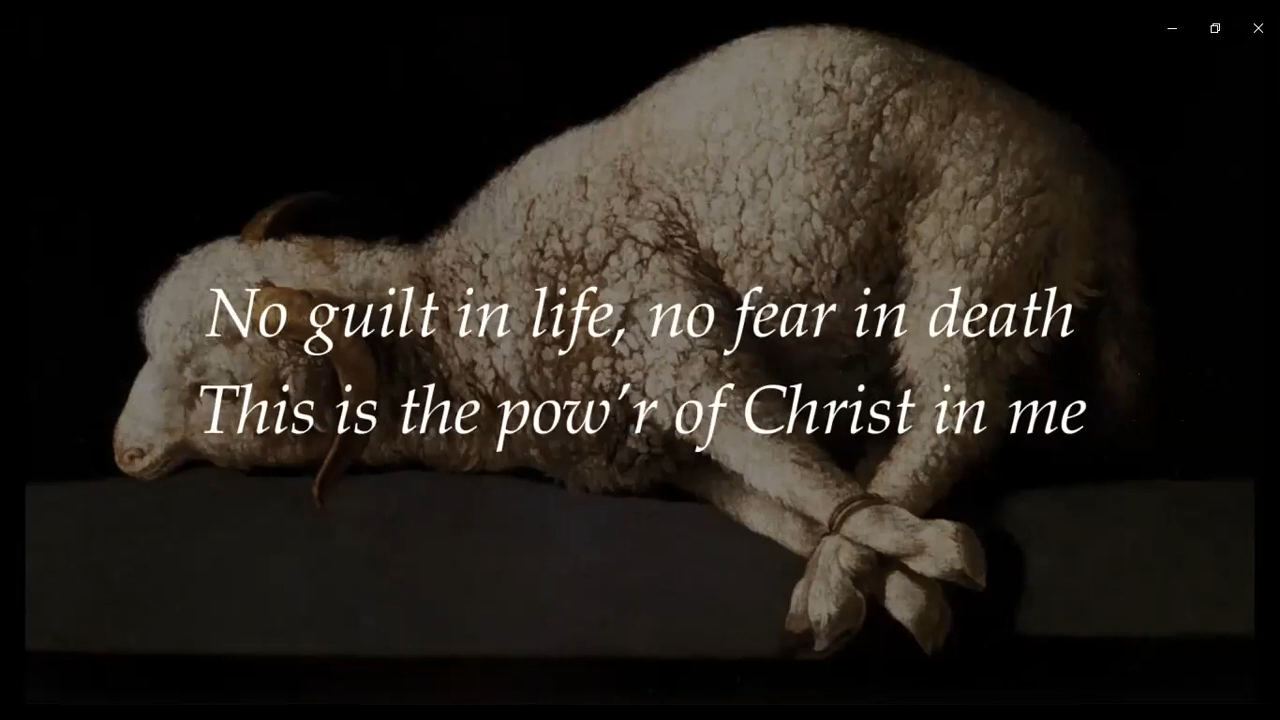 No guilt in life, no fear in death
This is the pow’r of Christ in me